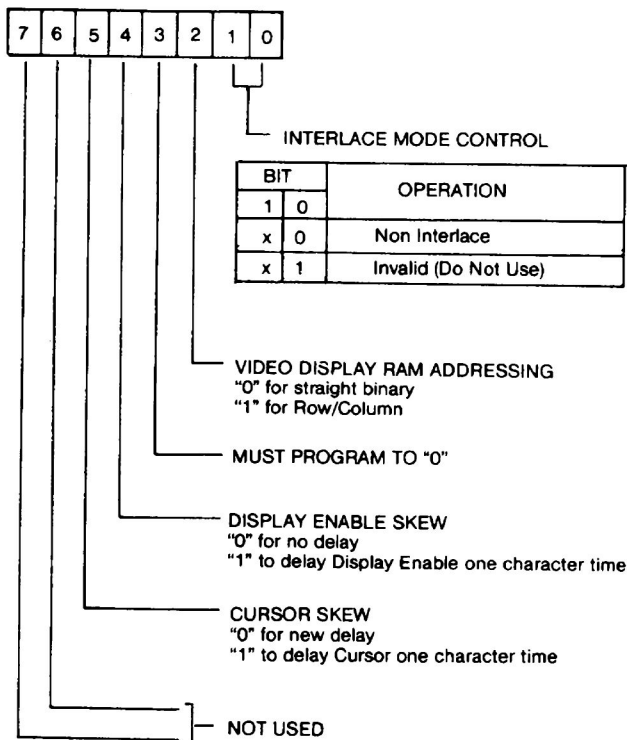 7 6 5 4 3 2 1 0
INTERLACE MODE CONTROL
BIT OPERATION
1 0
x 0 Non Interlace
x 1 Invalid (Do Not Use)
VIDEO DISPLAY RAM ADDRESSING
"0" for straight binary
"1" for Row/Column
MUST PROGRAM TO "0"
DISPLAY ENABLE SKEW
"0" for no delay
"1" to delay Display Enable one character time
CURSOR SKEW
"0" for new delay
"1" to delay Cursor one character time
NOT USED